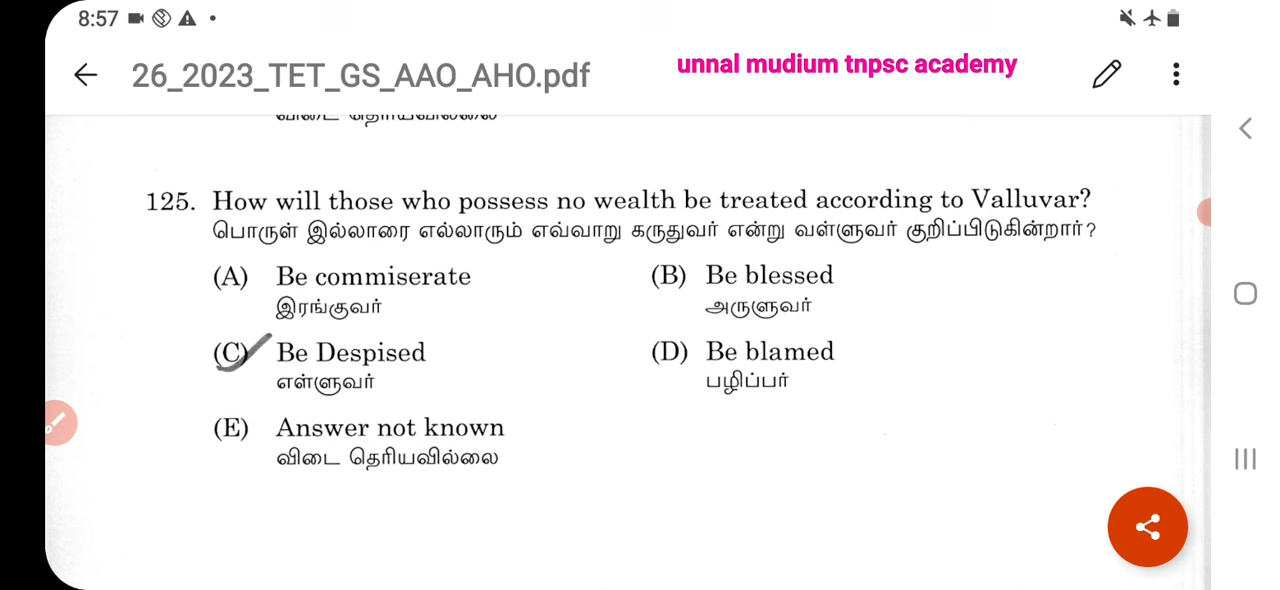 8:57
26_2023_TET_GS_AAO_AHO.pdf
unnal mudium tnpsc academy
விடை தெரியவில்லை
125. How will those who possess no wealth be treated according to Valluvar?
பொருள் இல்லாரை எல்லாரும் எவ்வாறு கருதுவர் என்று வள்ளுவர் குறிப்பிடுகின்றார்?
(A) Be commiserate (B) Be blessed
இரங்குவர் அருளுவர்
(C) Be Despised (D) Be blamed
எள்ளுவர் பழிப்பர்
(E) Answer not known
விடை தெரியவில்லை